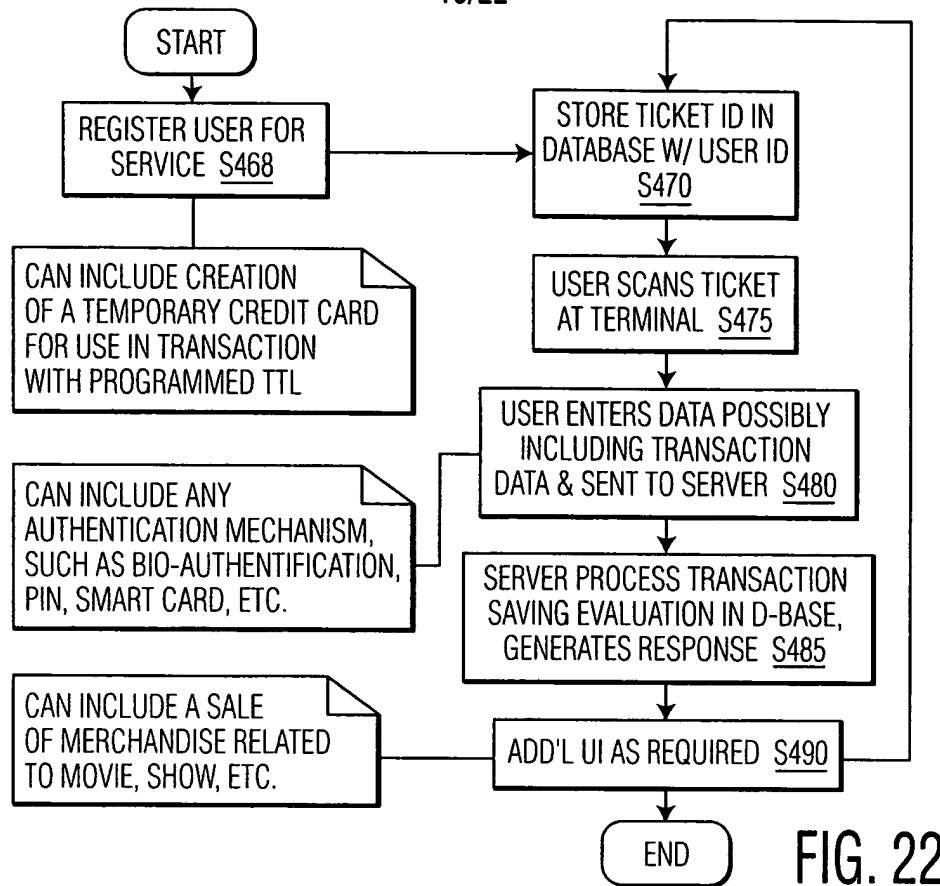 START
REGISTER USER FOR
SERVICE S468
CAN INCLUDE CREATION
OF A TEMPORARY CREDIT CARD
FOR USE IN TRANSACTION
WITH PROGRAMMED TTL
CAN INCLUDE ANY
AUTHENTICATION MECHANISM,
SUCH AS BIO-AUTHENTIFICATION,
PIN, SMART CARD, ETC.
CAN INCLUDE A SALE
OF MERCHANDISE RELATED
TO MOVIE, SHOW, ETC.
STORE TICKET ID IN
DATABASE W/ USER ID
S470
USER SCANS TICKET
AT TERMINAL S475
USER ENTERS DATA POSSIBLY
INCLUDING TRANSACTION
DATA & SENT TO SERVER S480
SERVER PROCESS TRANSACTION
SAVING EVALUATION IN D-BASE,
GENERATES RESPONSE S485
ADD'L UI AS REQUIRED S490
END
FIG. 22